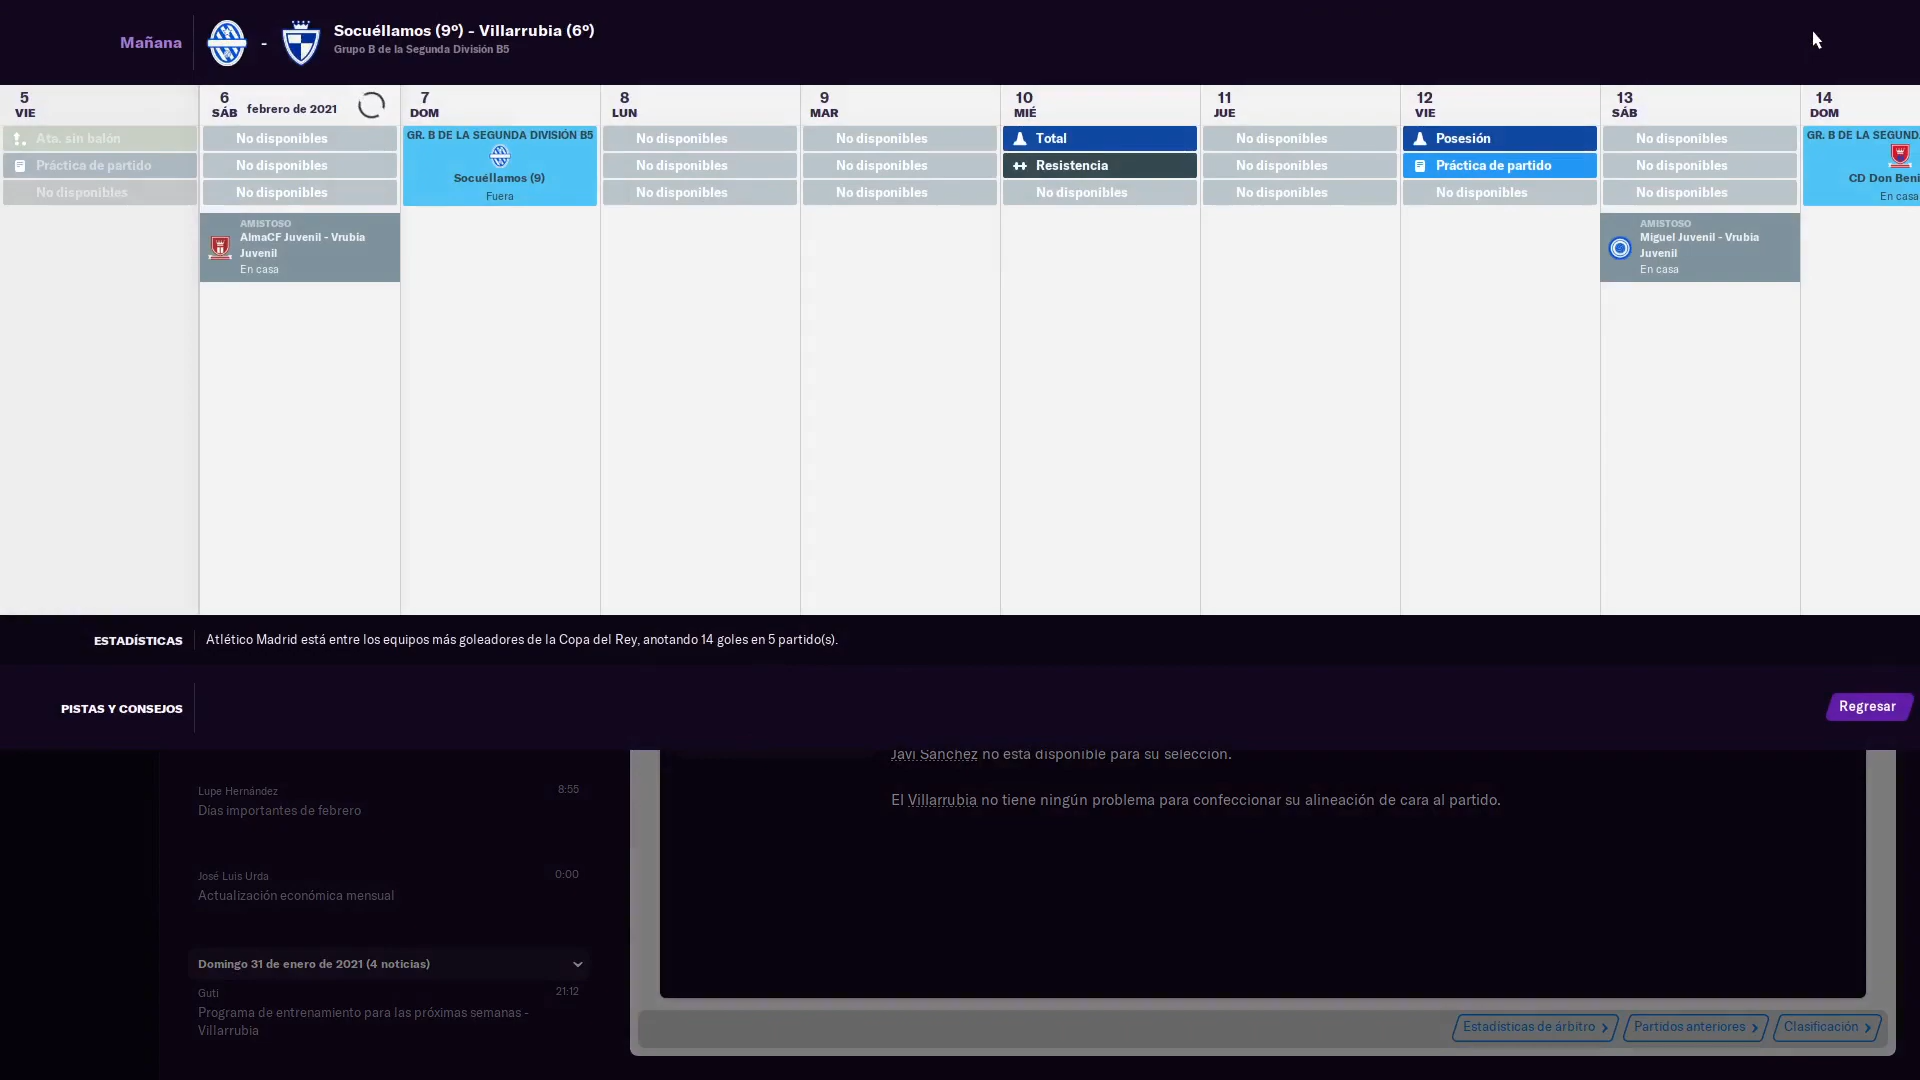 Mañana
-
Socuéllamos (9º) - Villarrubia (6º)
Grupo B de la Segunda División B5
5
VIE
Ata. sin balón
Práctica de partido
No disponibles
6
SÁB
febrero de 2021
No disponibles
No disponibles
No disponibles
AMISTOSO
AlmaCF Juvenil - Vrubia
Juvenil
En casa
7
DOM
GR. B DE LA SEGUNDA DIVISIÓN B5
Socuéllamos (9)
Fuera
8
LUN
No disponibles
No disponibles
No disponibles
9
MAR
No disponibles
No disponibles
No disponibles
10
MIÉ
Total
Resistencia
No disponibles
11
JUE
No disponibles
No disponibles
No disponibles
12
VIE
Posesión
Práctica de partido
No disponibles
13
SÁB
No disponibles
No disponibles
No disponibles
AMISTOSO
Miguel Juvenil - Vrubia
Juvenil
En casa
14
DOM
GR. B DE LA SEGUND
CD Don Beni
En casa
ESTADÍSTICAS
Atlético Madrid está entre los equipos más goleadores de la Copa del Rey, anotando 14 goles en 5 partido(s).
PISTAS Y CONSEJOS
Regresar
Javi Sánchez no está disponible para su selección.
El Villarrubia no tiene ningún problema para confeccionar su alineación de cara al partido.
Lupe Hernández
8:55
Días importantes de febrero
José Luis Urda
0:00
Actualización económica mensual
Domingo 31 de enero de 2021 (4 noticias)
Guti
21:12
Programa de entrenamiento para las próximas semanas -
Villarrubia
Estadísticas de árbitro
Partidos anteriores
Clasificación